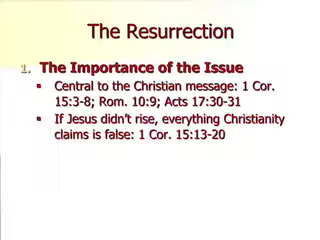 The Resurrection
1. The Importance of the Issue
▪ Central to the Christian message: 1 Cor.
15:3-8; Rom. 10:9; Acts 17:30-31
▪ If Jesus didn't rise, everything Christianity
claims is false: 1 Cor. 15:13-20